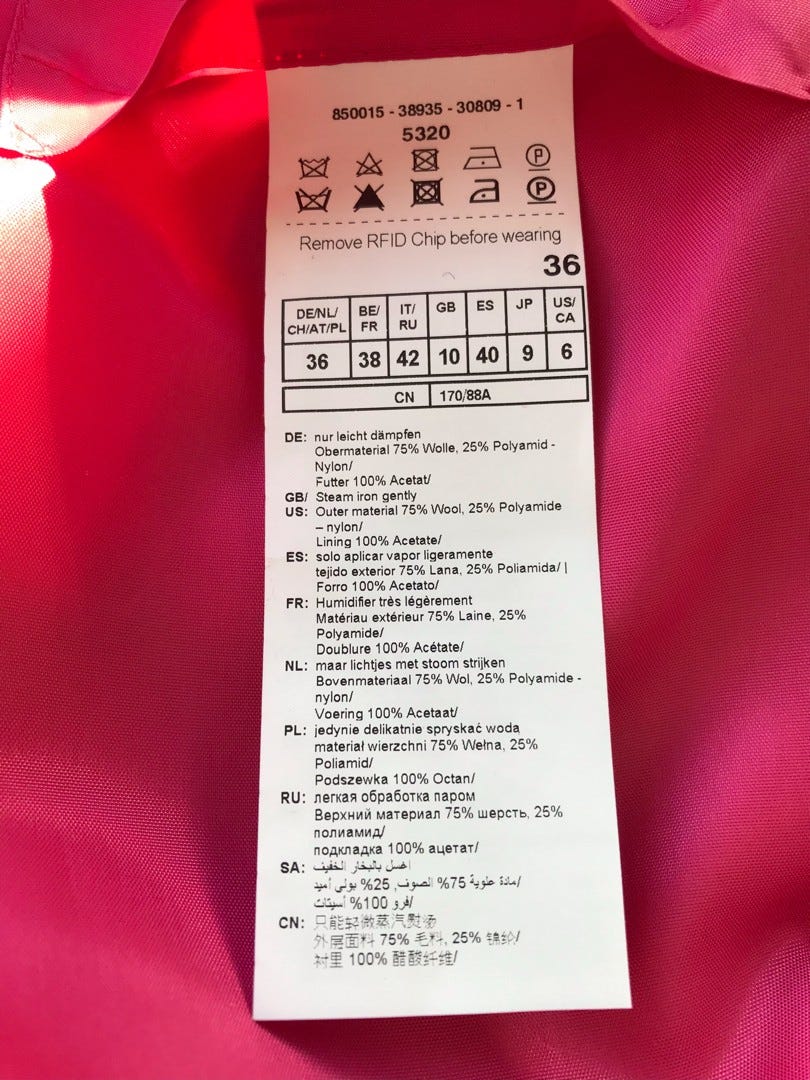 850015 - 38935 - 30809 - 1
5320
P
P
Remove RFID Chip before wearing
36
DE/NL/ BE/ IT/ GB ES JP US/
CH/AT/PL FR RU CA
36 38 42 10 40 9 6
CN 170/88A
DE: nur leicht dämpfen
Obermaterial 75% Wolle, 25% Polyamid -
Nylon/
Futter 100% Acetat/
GB/ Steam iron gently
US: Outer material 75% Wool, 25% Polyamide
– nylon/
Lining 100% Acetate/
ES: solo aplicar vapor ligeramente
tejido exterior 75% Lana, 25% Poliamida/ |
Forro 100% Acetato/
FR: Humidifier très légèrement
Matériau extérieur 75% Laine, 25%
Polyamide/
Doublure 100% Acétate/
NL: maar lichtjes met stoom strijken
Bovenmateriaal 75% Wol, 25% Polyamide -
nylon/
Voering 100% Acetaat/
PL: jedynie delikatnie spryskać wodą
materiał wierzchni 75% Wełna, 25%
Poliamid/
Podszewka 100% Octan/
RU: легкая обработка паром
Верхний материал 75% шерсть, 25%
полиамид/
подкладка 100% ацетат/
SA: اغسل بالبخار الخفيف
مادة علوية 75% الصوف, 25% بولي أميد/
فرو 100% أسيتات/
CN: 只能轻微蒸汽熨汤
外层面料 75% 毛料, 25% 锦纶/
衬里 100% 醋酸纤维/